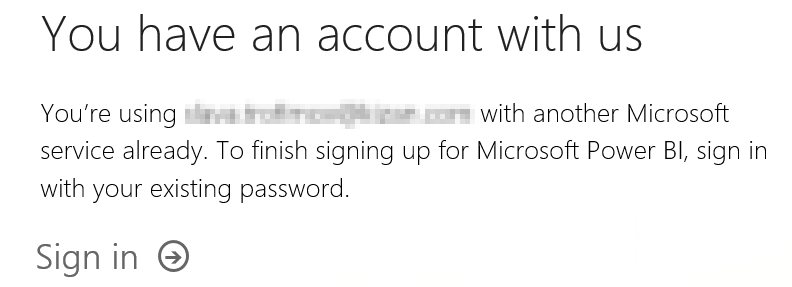 You have an account with us
You're using with another Microsoft
service already. To finish signing up for Microsoft Power BI, sign in
with your existing password.
Sign in